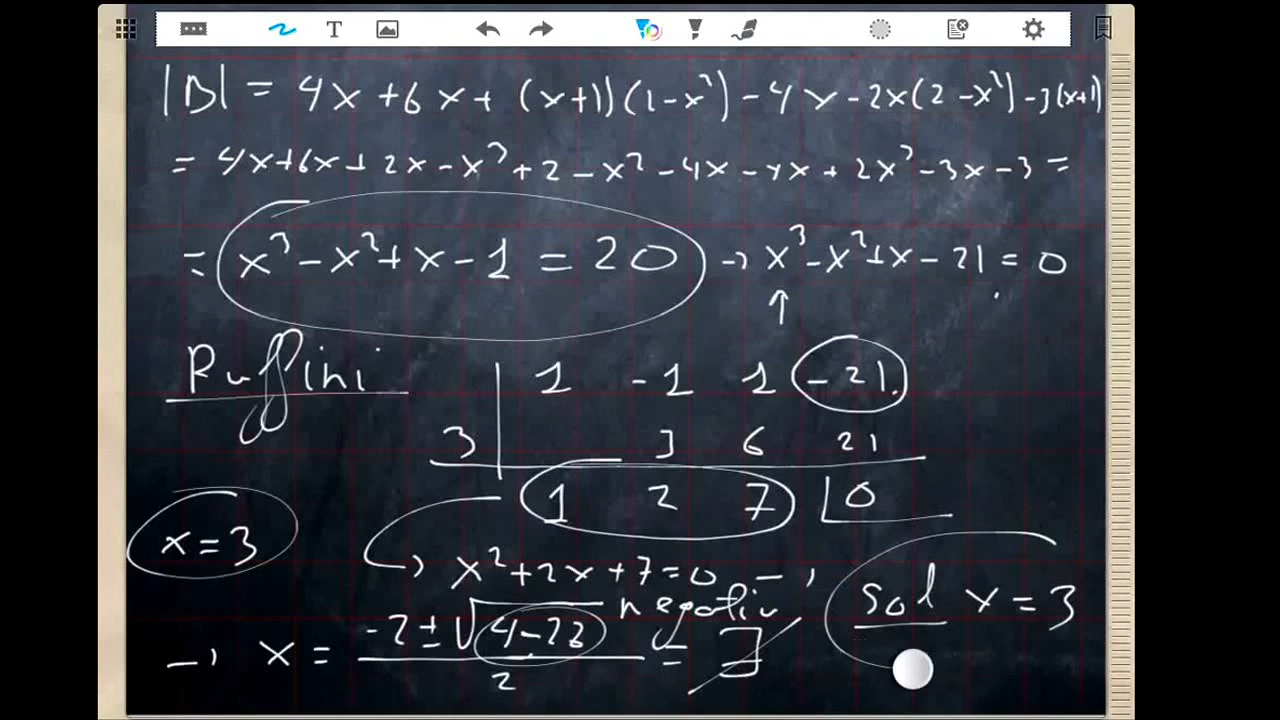 |B| = 4x + 6x + (x+1)(1-x²) - 4x - 2x(2-x²) - 3(x+1)
= 4x+6x+2x-x³+2-x²-4x-4x+2x³-3x-3 =
= x³ - x² + x - 1 = 20 → x³ - x² + x - 21 = 0
Ruffini 1 -1 1 -21
3 3 6 21
1 2 7 0
x = 3
→ x² + 2x + 7 = 0 →
negativ
sol x = 3
→ x = (-2 ± √(4-28))/2 = ∄
T